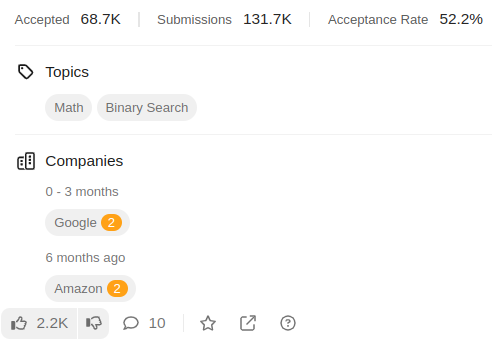 Accepted 68.7K Submissions 131.7K Acceptance Rate 52.2%
Topics
Math Binary Search
Companies
0 - 3 months
Google 2
6 months ago
Amazon 2
2.2K 10